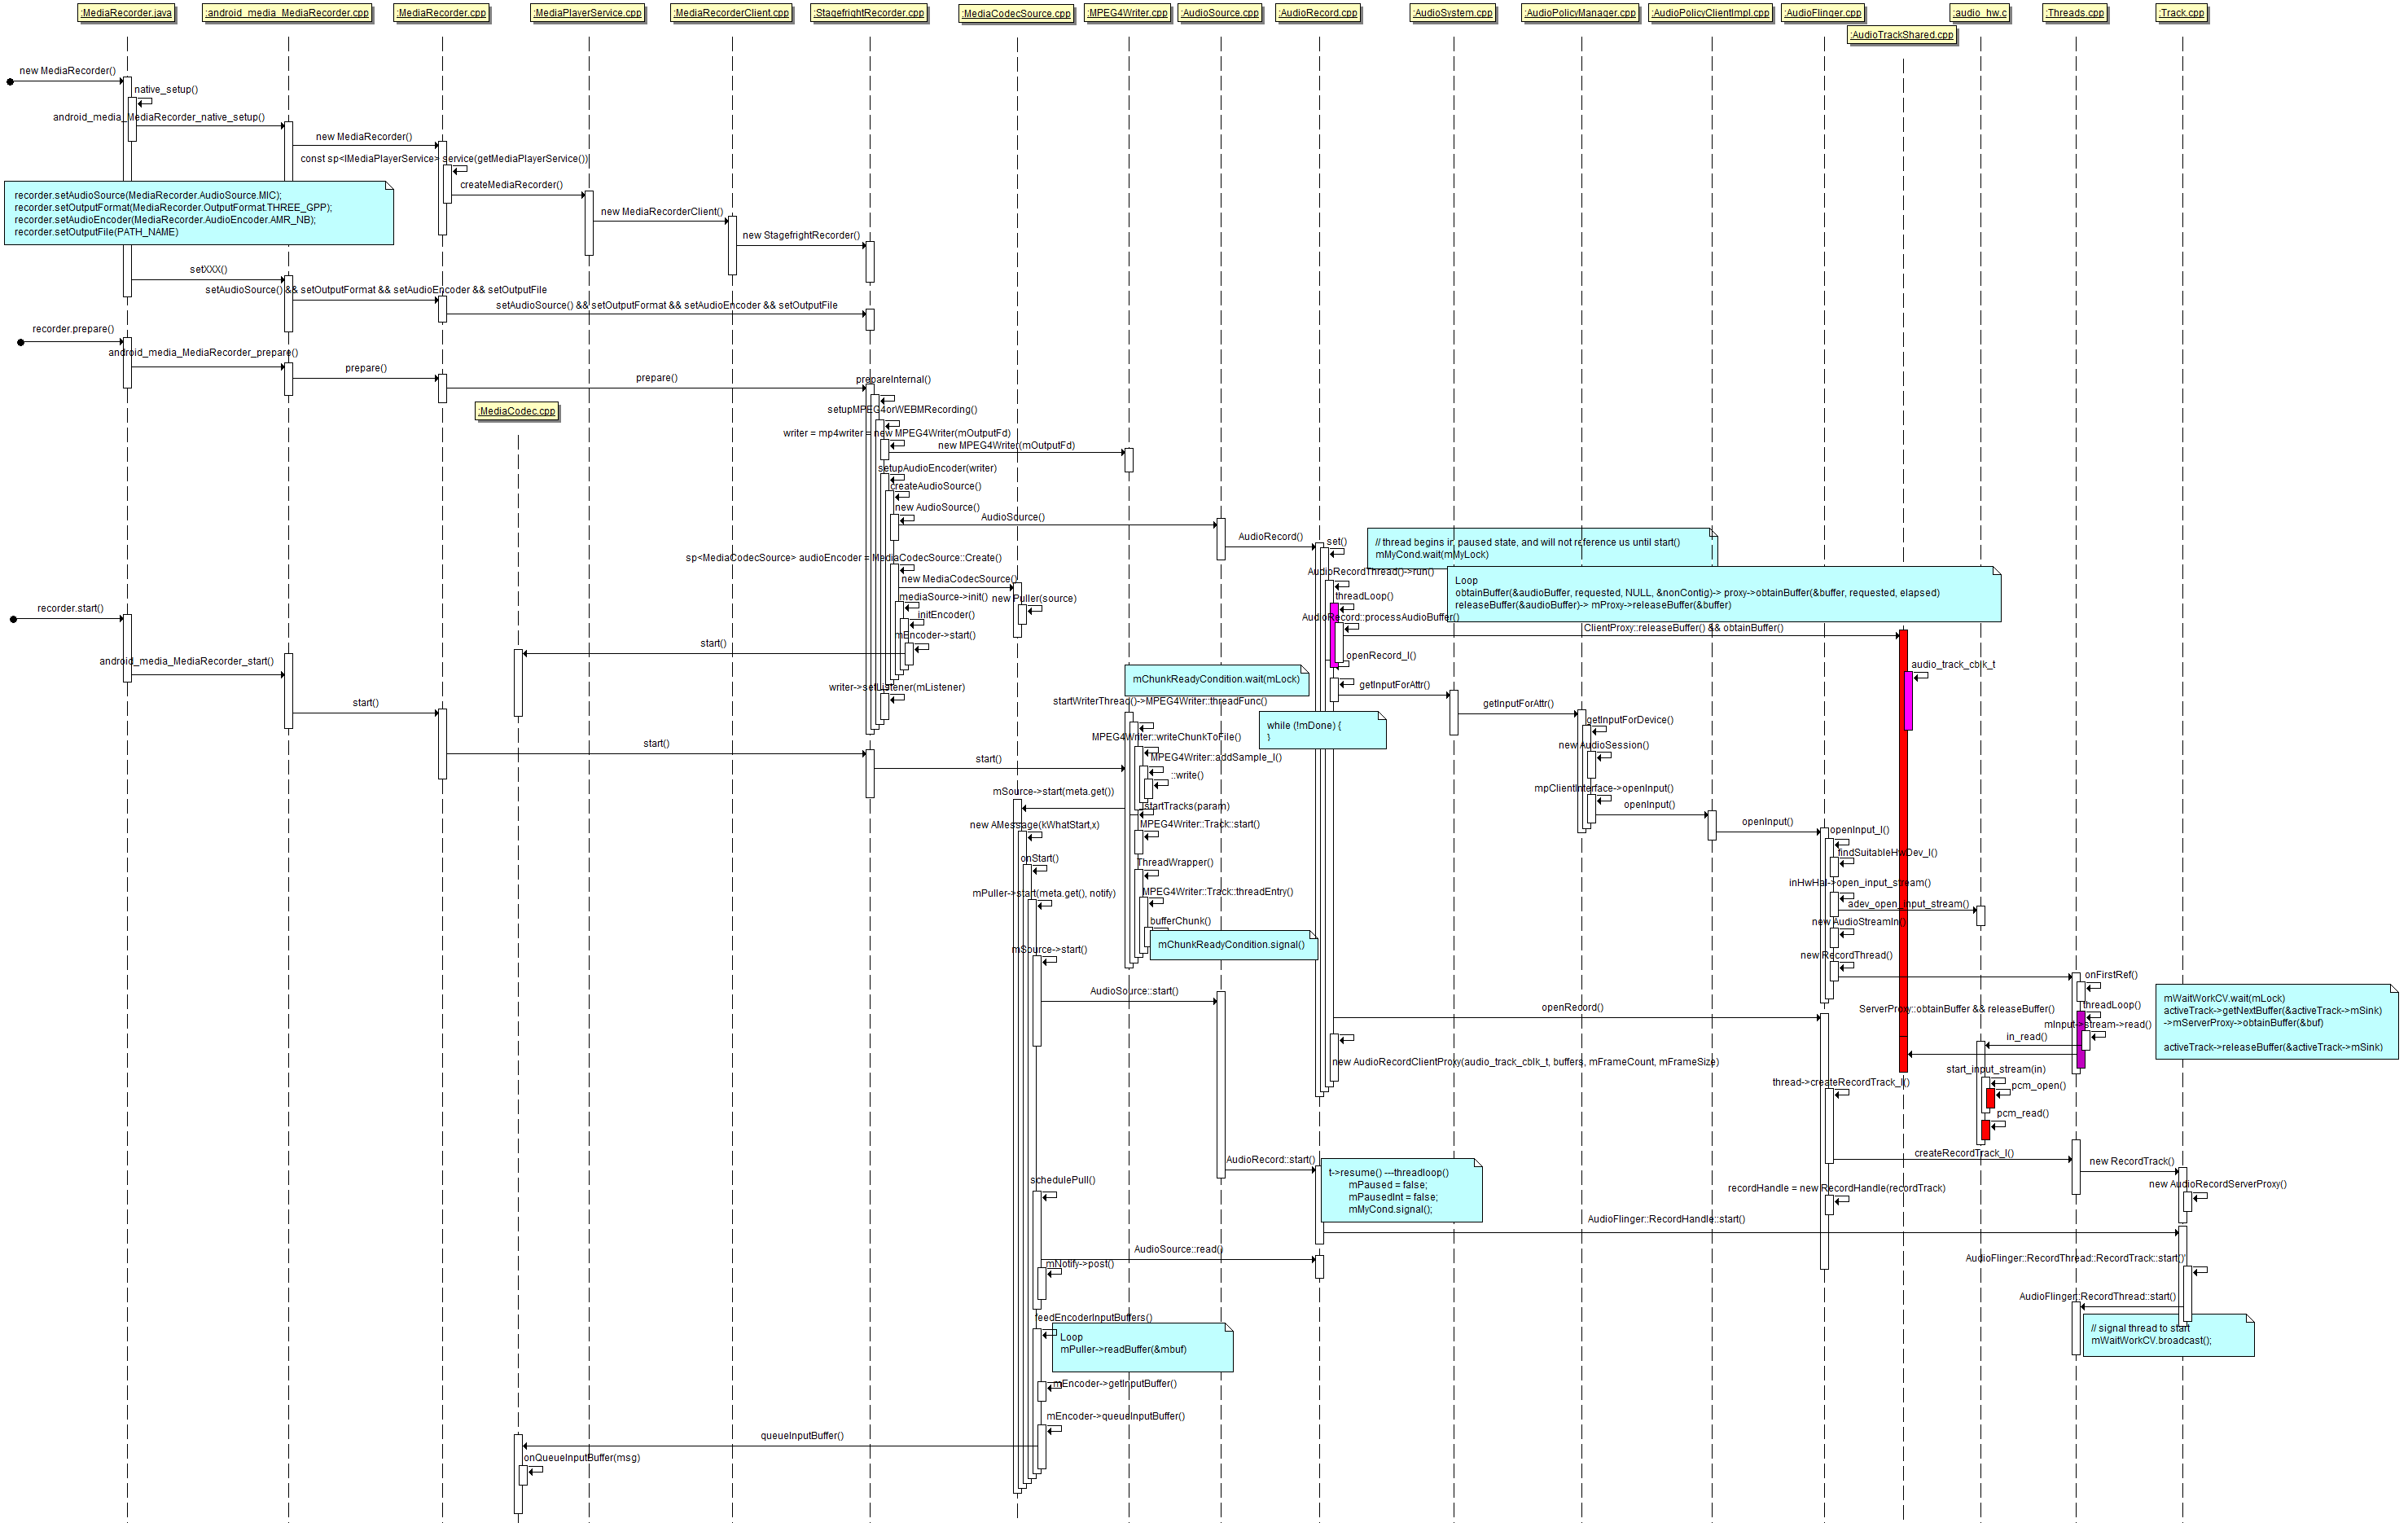 :MediaRecorder.java
:android_media_MediaRecorder.cpp
:MediaRecorder.cpp
:MediaPlayerService.cpp
:MediaRecorderClient.cpp
:StagefrightRecorder.cpp
:MediaCodecSource.cpp
:MPEG4Writer.cpp
:AudioSource.cpp
:AudioRecord.cpp
:AudioSystem.cpp
:AudioPolicyManager.cpp
:AudioPolicyClientImpl.cpp
:AudioFlinger.cpp
:audio_hw.c
:Threads.cpp
:Track.cpp
:AudioTrackShared.cpp
new MediaRecorder()
native_setup()
android_media_MediaRecorder_native_setup()
new MediaRecorder()
const sp<IMediaPlayerService> service(getMediaPlayerService())
createMediaRecorder()
recorder.setAudioSource(MediaRecorder.AudioSource.MIC);
recorder.setOutputFormat(MediaRecorder.OutputFormat.THREE_GPP);
recorder.setAudioEncoder(MediaRecorder.AudioEncoder.AMR_NB);
recorder.setOutputFile(PATH_NAME)
new MediaRecorderClient()
new StagefrightRecorder()
setXXX()
setAudioSource() && setOutputFormat && setAudioEncoder && setOutputFile
setAudioSource() && setOutputFormat && setAudioEncoder && setOutputFile
recorder.prepare()
android_media_MediaRecorder_prepare()
prepare()
prepare()
prepareInternal()
:MediaCodec.cpp
setupMPEG4orWEBMRecording()
writer = mp4writer = new MPEG4Writer(mOutputFd)
new MPEG4Writer(mOutputFd)
setupAudioEncoder(writer)
createAudioSource()
new AudioSource()
AudioSource()
AudioRecord()
set()
// thread begins in paused state, and will not reference us until start()
mMyCond.wait(mMyLock)
sp<MediaCodecSource> audioEncoder = MediaCodecSource::Create()
new MediaCodecSource()
AudioRecordThread()->run()
Loop
obtainBuffer(&audioBuffer, requested, NULL, &nonContig)-> proxy->obtainBuffer(&buffer, requested, elapsed)
releaseBuffer(&audioBuffer)-> mProxy->releaseBuffer(&buffer)
mediaSource->init()
new Puller(source)
threadLoop()
recorder.start()
initEncoder()
AudioRecord::processAudioBuffer()
ClientProxy::releaseBuffer() && obtainBuffer()
mEncoder->start()
start()
openRecord_l()
audio_track_cblk_t
android_media_MediaRecorder_start()
mChunkReadyCondition.wait(mLock)
writer->setListener(mListener)
getInputForAttr()
start()
startWriterThread()->MPEG4Writer::threadFunc()
getInputForAttr()
getInputForDevice()
while (!mDone) {
}
start()
MPEG4Writer::writeChunkToFile()
new AudioSession()
start()
MPEG4Writer::addSample_l()
::write()
mSource->start(meta.get())
mpClientInterface->openInput()
startTracks(param)
openInput()
new AMessage(kWhatStart,x)
MPEG4Writer::Track::start()
openInput()
openInput_l()
onStart()
ThreadWrapper()
findSuitableHwDev_l()
mPuller->start(meta.get(), notify)
MPEG4Writer::Track::threadEntry()
inHwHal->open_input_stream()
adev_open_input_stream()
bufferChunk()
new AudioStreamIn()
mChunkReadyCondition.signal()
mSource->start()
new RecordThread()
onFirstRef()
AudioSource::start()
openRecord()
ServerProxy::obtainBuffer && releaseBuffer()
threadLoop()
mInput->stream->read()
mWaitWorkCV.wait(mLock)
activeTrack->getNextBuffer(&activeTrack->mSink)
->mServerProxy->obtainBuffer(&buf)
activeTrack->releaseBuffer(&activeTrack->mSink)
in_read()
new AudioRecordClientProxy(audio_track_cblk_t, buffers, mFrameCount, mFrameSize)
start_input_stream(in)
thread->createRecordTrack_l()
pcm_open()
pcm_read()
createRecordTrack_l()
AudioRecord::start()
t->resume() ---threadloop()
mPaused = false;
mPausedInt = false;
mMyCond.signal();
new RecordTrack()
schedulePull()
recordHandle = new RecordHandle(recordTrack)
new AudioRecordServerProxy()
AudioFlinger::RecordHandle::start()
AudioSource::read()
mNotify->post()
AudioFlinger::RecordThread::RecordTrack::start()
AudioFlinger::RecordThread::start()
feedEncoderInputBuffers()
Loop
mPuller->readBuffer(&mbuf)
// signal thread to start
mWaitWorkCV.broadcast();
mEncoder->getInputBuffer()
mEncoder->queueInputBuffer()
queueInputBuffer()
onQueueInputBuffer(msg)